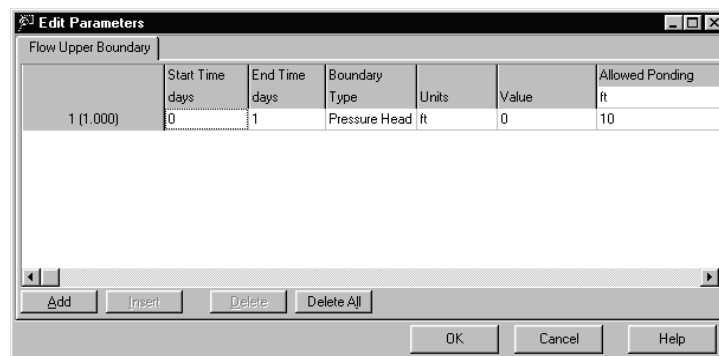 Edit Parameters
Flow Upper Boundary
Start Time End Time Boundary Allowed Ponding
days days Type Units Value ft
1 (1.000) 0 1 Pressure Head ft 0 10
Add Insert Delete Delete All
OK Cancel Help